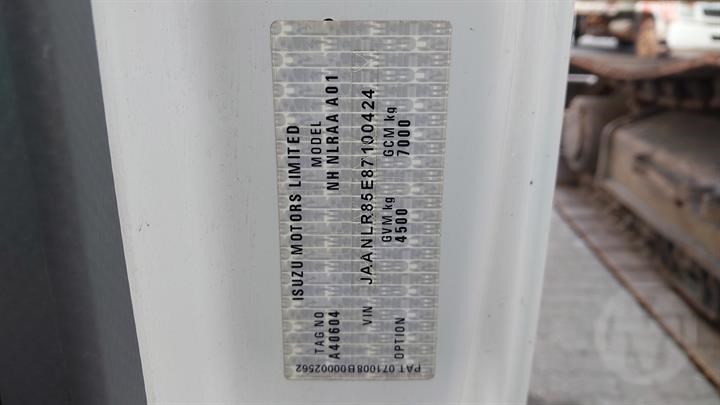 ISUZU MOTORS LIMITED
TAG NO MODEL
A40604 NH NLRAA A01
VIN JAANLR85E87100424
GVM kg GCM kg
OPTION 4500 7000
PAT 071008B00002562